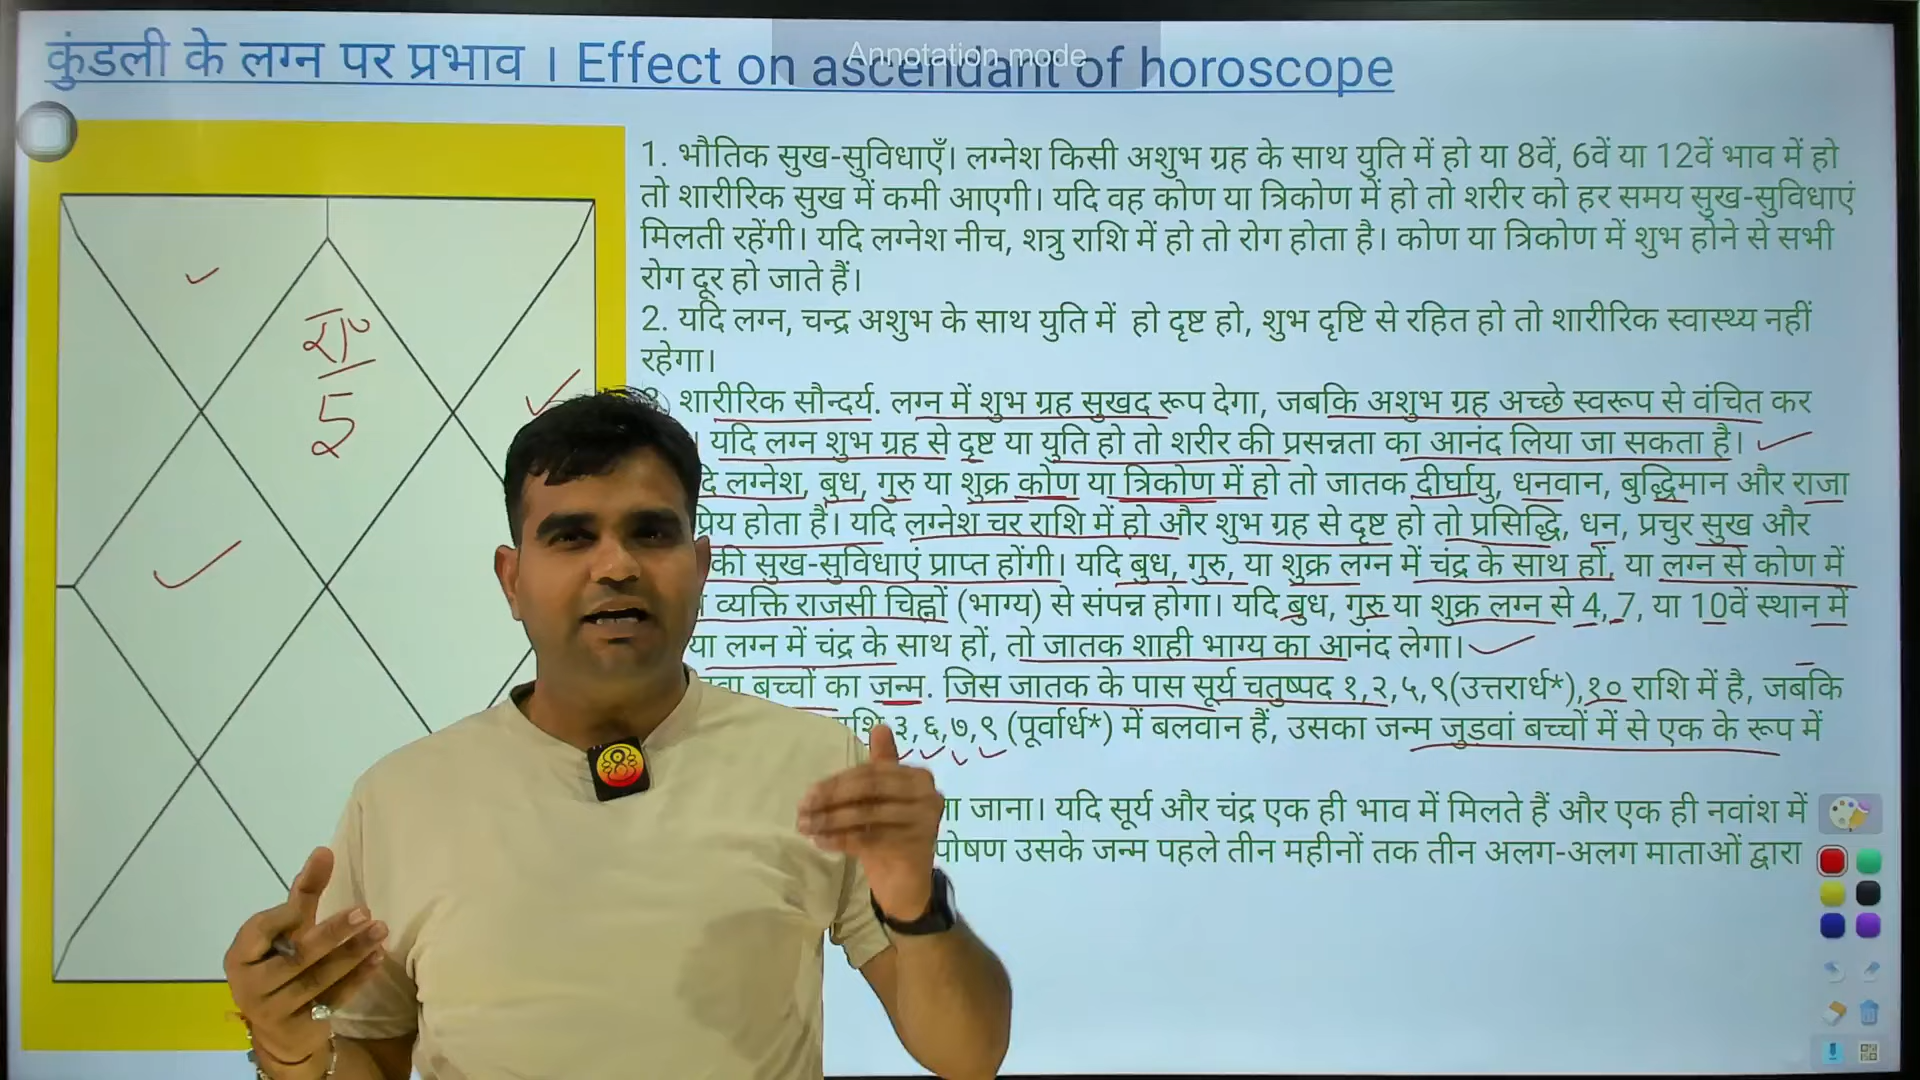 कुंडली के लग्न पर प्रभाव । Effect on ascendant of horoscope
Annotation mode
1. भौतिक सुख-सुविधाएँ। लग्नेश किसी अशुभ ग्रह के साथ युति में हो या 8वें, 6वें या 12वें भाव में हो
तो शारीरिक सुख में कमी आएगी। यदि वह कोण या त्रिकोण में हो तो शरीर को हर समय सुख-सुविधाएं
मिलती रहेंगी। यदि लग्नेश नीच, शत्रु राशि में हो तो रोग होता है। कोण या त्रिकोण में शुभ होने से सभी
रोग दूर हो जाते हैं।
2. यदि लग्न, चन्द्र अशुभ के साथ युति में हो दृष्ट हो, शुभ दृष्टि से रहित हो तो शारीरिक स्वास्थ्य नहीं
रहेगा।
शारीरिक सौन्दर्य. लग्न में शुभ ग्रह सुखद रूप देगा, जबकि अशुभ ग्रह अच्छे स्वरूप से वंचित कर
। यदि लग्न शुभ ग्रह से दृष्ट या युति हो तो शरीर की प्रसन्नता का आनंद लिया जा सकता है।
लग्नेश, बुध, गुरु या शुक्र कोण या त्रिकोण में हो तो जातक दीर्घायु, धनवान, बुद्धिमान और राजा
प्रिय होता है। यदि लग्नेश चर राशि में हो और शुभ ग्रह से दृष्ट हो तो प्रसिद्धि, धन, प्रचुर सुख और
की सुख-सुविधाएं प्राप्त होंगी। यदि बुध, गुरु, या शुक्र लग्न में चंद्र के साथ हों, या लग्न से कोण में
व्यक्ति राजसी चिह्नों (भाग्य) से संपन्न होगा। यदि बुध, गुरु या शुक्र लग्न से 4, 7, या 10वें स्थान में
या लग्न में चंद्र के साथ हों, तो जातक शाही भाग्य का आनंद लेगा।
बच्चों का जन्म. जिस जातक के पास सूर्य चतुष्पद १,२,५,९(उत्तरार्ध*),१० राशि में है, जबकि
३,६,७,९ (पूर्वार्ध*) में बलवान हैं, उसका जन्म जुडवां बच्चों में से एक के रूप में
जाना। यदि सूर्य और चंद्र एक ही भाव में मिलते हैं और एक ही नवांश में
पोषण उसके जन्म पहले तीन महीनों तक तीन अलग-अलग माताओं द्वारा
रा०
5